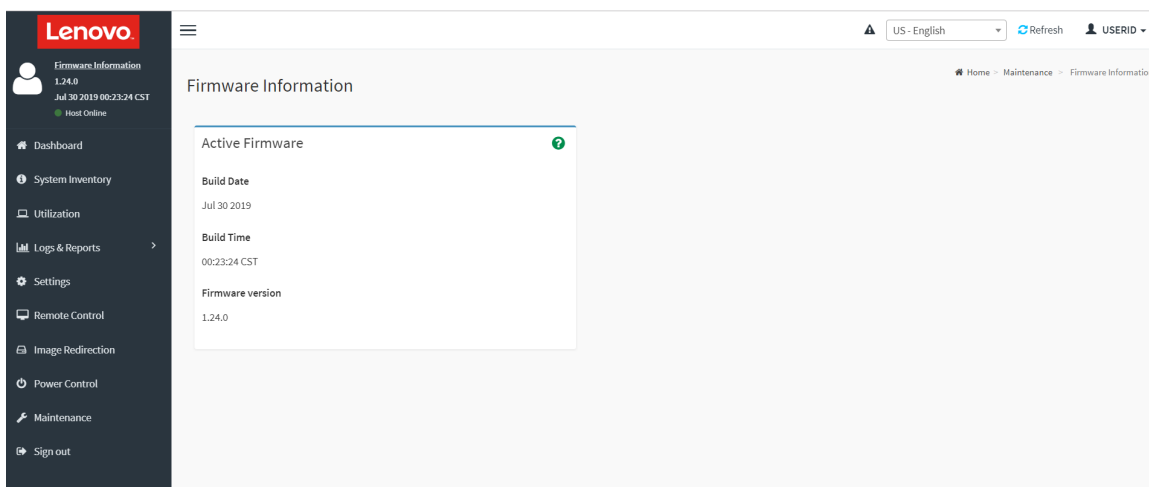 Lenovo
US - English
Refresh
USERID
Firmware Information
1.24.0
Jul 30 2019 00:23:24 CST
Host Online
Home > Maintenance > Firmware Informatio
Firmware Information
Dashboard
System Inventory
Utilization
Logs & Reports
Settings
Remote Control
Image Redirection
Power Control
Maintenance
Sign out
Active Firmware
Build Date
Jul 30 2019
Build Time
00:23:24 CST
Firmware version
1.24.0